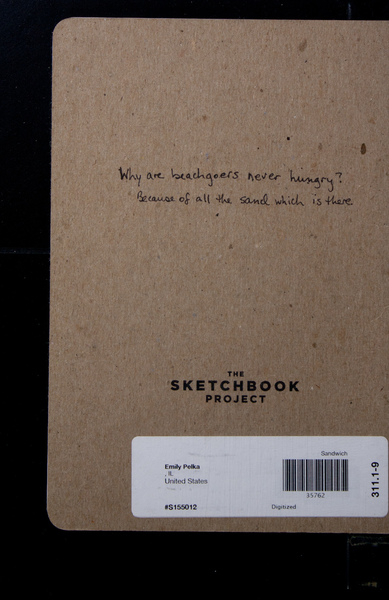 Why are beachgoers never hungry?
Because of all the sand which is there
THE
SKETCHBOOK
PROJECT
Sandwich
Emily Pelka
, IL
United States
35762
#S155012
Digitized
311.1-9